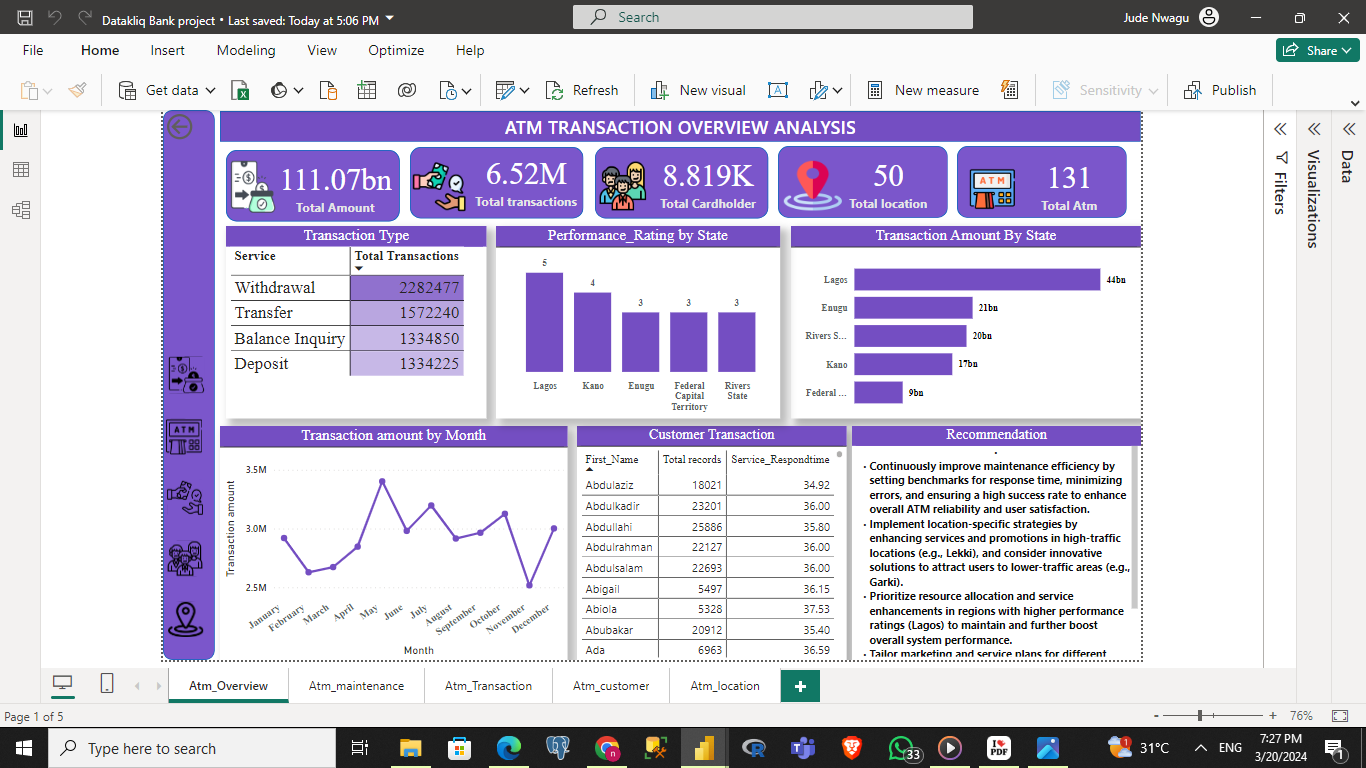 Datakliq Bank project • Last saved: Today at 5:06 PM
Search
Jude Nwagu
File Home Insert Modeling View Optimize Help
Share
Get data
Refresh
New visual
New measure
Sensitivity
Publish
ATM TRANSACTION OVERVIEW ANALYSIS
111.07bn
Total Amount
6.52M
Total transactions
8.819K
Total Cardholder
50
Total location
ATM
131
Total Atm
Transaction Type
Service Total Transactions
Withdrawal 2282477
Transfer 1572240
Balance Inquiry 1334850
Deposit 1334225
Performance_Rating by State
5
4
3
3
3
Lagos
Kano
Enugu
Federal
Capital
Territory
Rivers
State
Transaction Amount By State
Lagos 44bn
Enugu 21bn
Rivers S... 20bn
Kano 17bn
Federal ... 9bn
ATM
Transaction amount by Month
Transaction amount
3.5M
3.0M
2.5M
January
February
March
April
May
June
July
August
September
October
November
December
Month
Customer Transaction
First_Name Total records Service_Respondtime
Abdulaziz 18021 34.92
Abdulkadir 23201 36.00
Abdullahi 25886 35.80
Abdulrahman 22127 36.00
Abdulsalam 22693 36.00
Abigail 5497 36.15
Abiola 5328 37.53
Abubakar 20912 35.40
Ada 6963 36.59
Recommendation
• Continuously improve maintenance efficiency by
setting benchmarks for response time, minimizing
errors, and ensuring a high success rate to enhance
overall ATM reliability and user satisfaction.
• Implement location-specific strategies by
enhancing services and promotions in high-traffic
locations (e.g., Lekki), and consider innovative
solutions to attract users to lower-traffic areas (e.g.,
Garki).
• Prioritize resource allocation and service
enhancements in regions with higher performance
ratings (Lagos) to maintain and further boost
overall system performance.
• Tailor marketing and service plans for different
Filters
Visualizations
Data
Atm_Overview Atm_maintenance Atm_Transaction Atm_customer Atm_location
Page 1 of 5
- + 76%
Type here to search
33
I
PDF
1
31°C
ENG
7:27 PM
3/20/2024
1